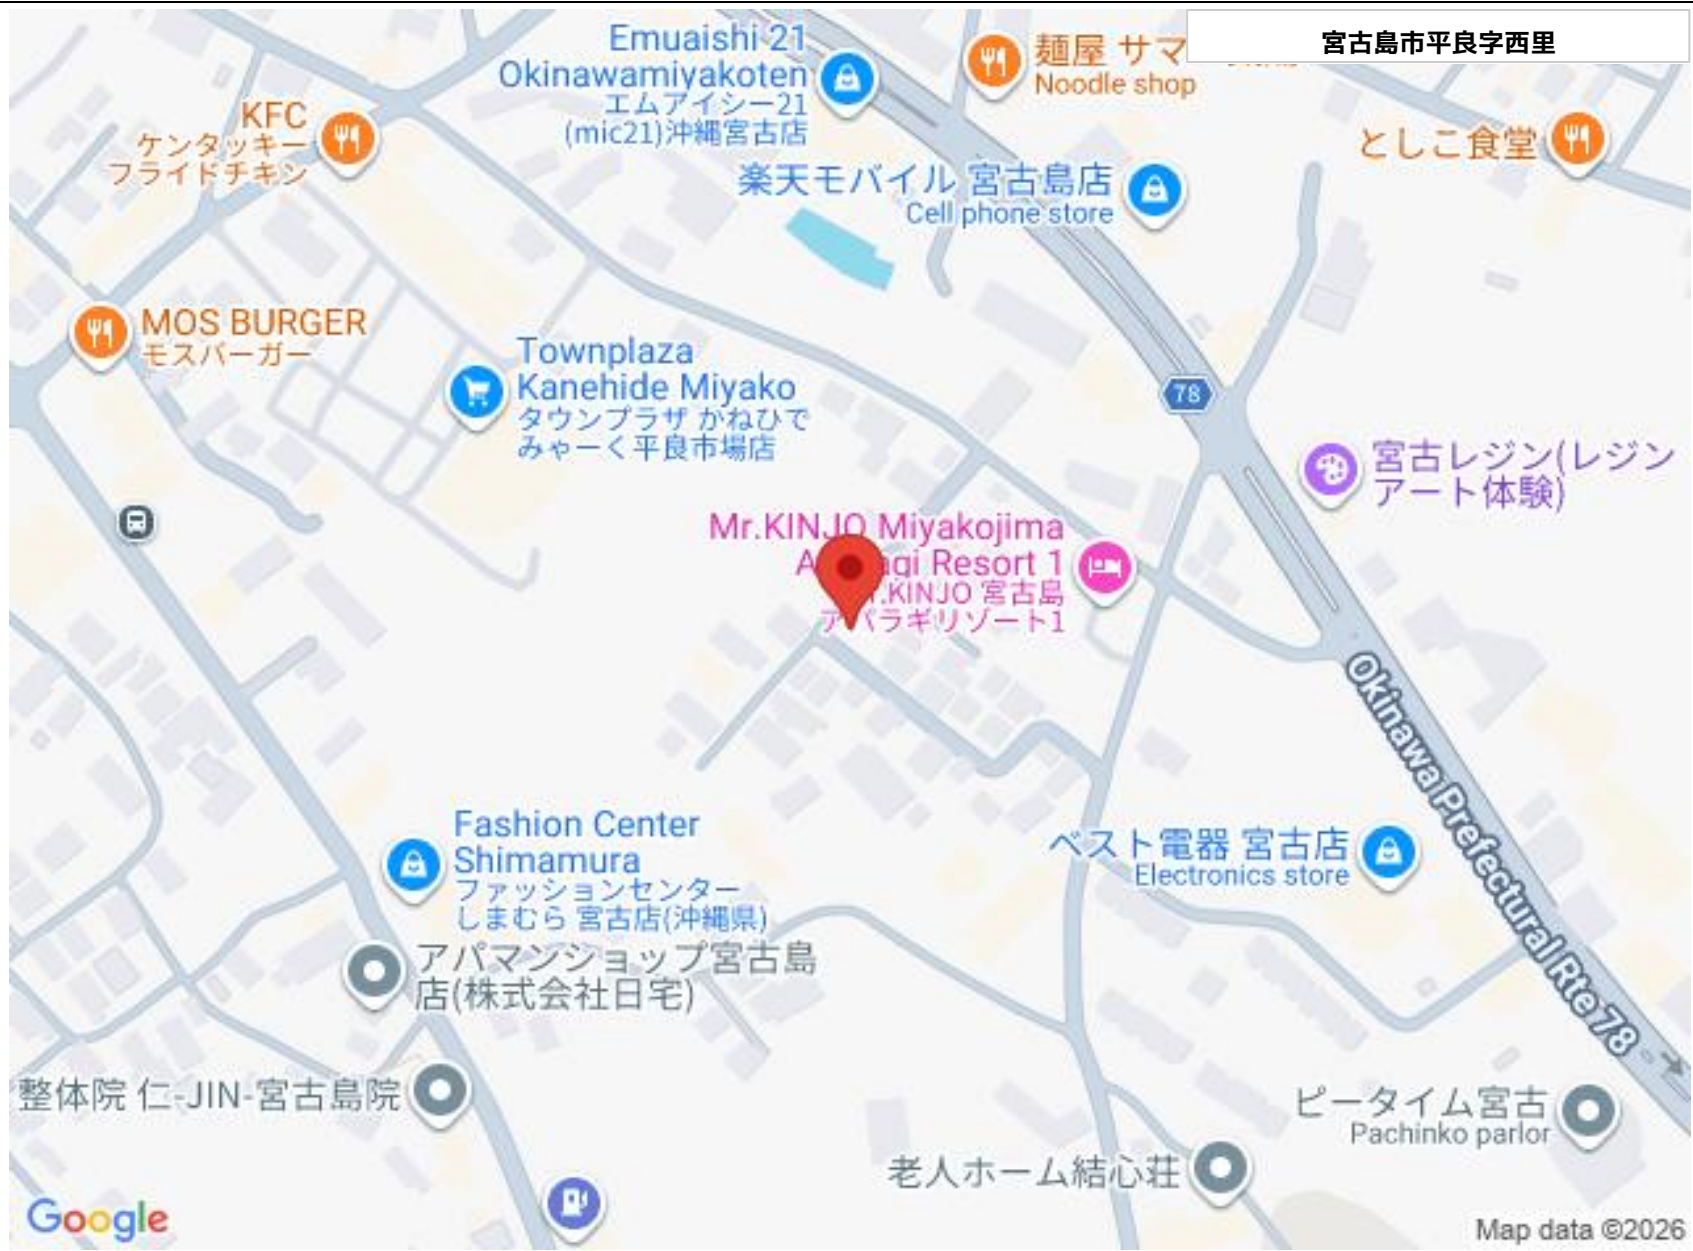 宮古島市平良字西里
Emuaishi 21
Okinawamiyakoten
エムアイシー21
(mic21)沖縄宮古店
麺屋 サマ
Noodle shop
KFC
ケンタッキー
フライドチキン
としこ食堂
楽天モバイル 宮古島店
Cell phone store
MOS BURGER
モスバーガー
Townplaza
Kanehide Miyako
タウンプラザ かねひで
みゃーく平良市場店
78
宮古レジン(レジン
アート体験)
Mr.KINJO Miyakojima
Resort 1
KINJO 宮古島
パラギリゾート1
Okinawa Prefectural Rte 78
Fashion Center
Shimamura
ファッションセンター
しまむら 宮古店(沖縄県)
ベスト電器 宮古店
Electronics store
アパマンショップ宮古島
店(株式会社日宅)
整体院 仁-JIN-宮古島院
ピータイム宮古
Pachinko parlor
老人ホーム結心荘
Google
Map data ©2026